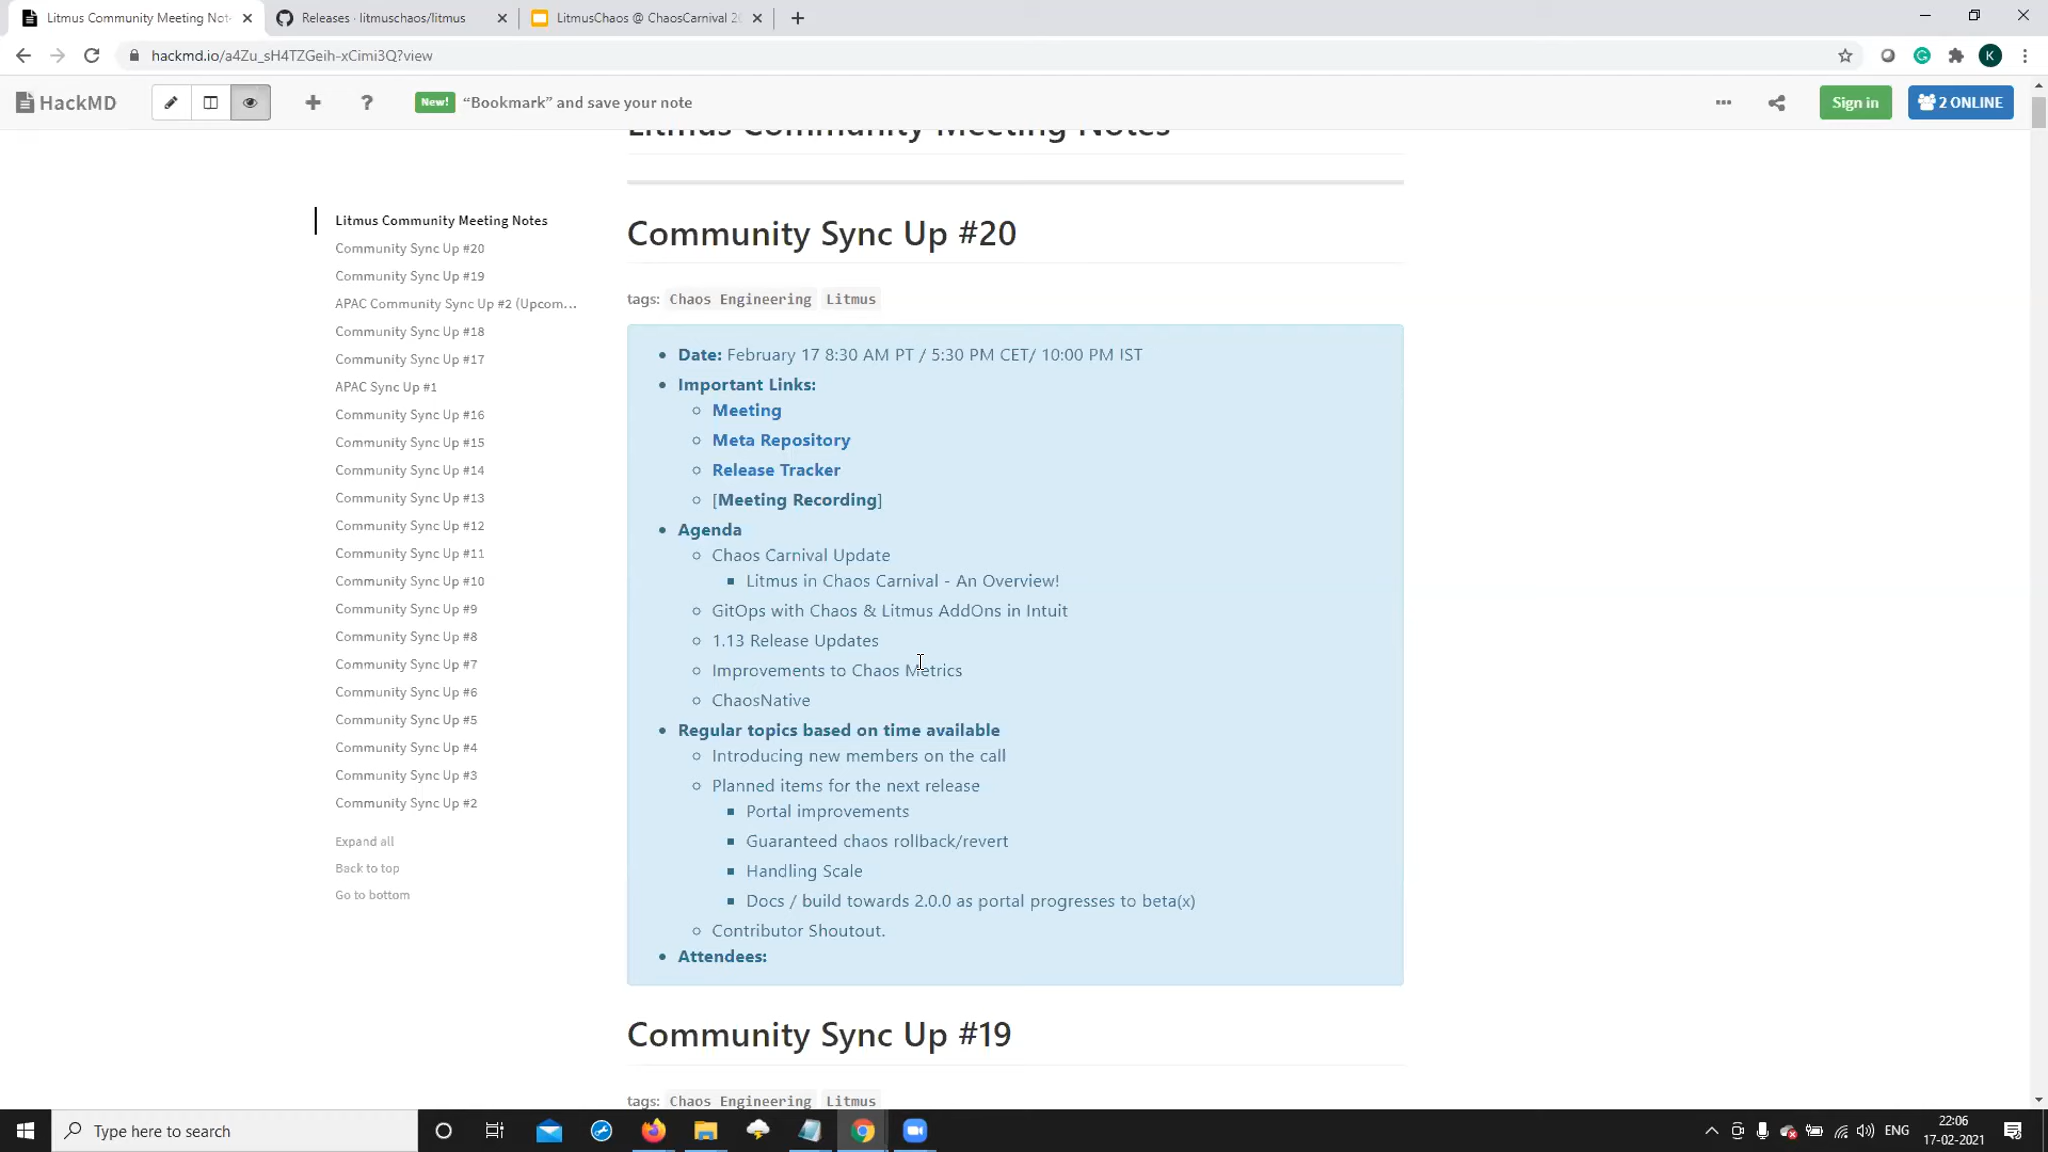 Litmus Community Meeting Not
Releases · litmuschaos/litmus
LitmusChaos @ ChaosCarnival 20
hackmd.io/a4Zu_sH4TZGeih-xCimi3Q?view
K
HackMD
New! "Bookmark" and save your note
Sign in
2 ONLINE
Litmus Community Meeting Notes
Litmus Community Meeting Notes
Community Sync Up #20
Community Sync Up #19
APAC Community Sync Up #2 (Upcom...
Community Sync Up #18
Community Sync Up #17
APAC Sync Up #1
Community Sync Up #16
Community Sync Up #15
Community Sync Up #14
Community Sync Up #13
Community Sync Up #12
Community Sync Up #11
Community Sync Up #10
Community Sync Up #9
Community Sync Up #8
Community Sync Up #7
Community Sync Up #6
Community Sync Up #5
Community Sync Up #4
Community Sync Up #3
Community Sync Up #2
Expand all
Back to top
Go to bottom
Community Sync Up #20
tags: Chaos Engineering Litmus
Date: February 17 8:30 AM PT / 5:30 PM CET/ 10:00 PM IST
Important Links:
Meeting
Meta Repository
Release Tracker
[Meeting Recording]
Agenda
Chaos Carnival Update
Litmus in Chaos Carnival - An Overview!
GitOps with Chaos & Litmus AddOns in Intuit
1.13 Release Updates
Improvements to Chaos Metrics
ChaosNative
Regular topics based on time available
Introducing new members on the call
Planned items for the next release
Portal improvements
Guaranteed chaos rollback/revert
Handling Scale
Docs / build towards 2.0.0 as portal progresses to beta(x)
Contributor Shoutout.
Attendees:
Community Sync Up #19
tags: Chaos Engineering Litmus
Type here to search
ENG
22:06
17-02-2021